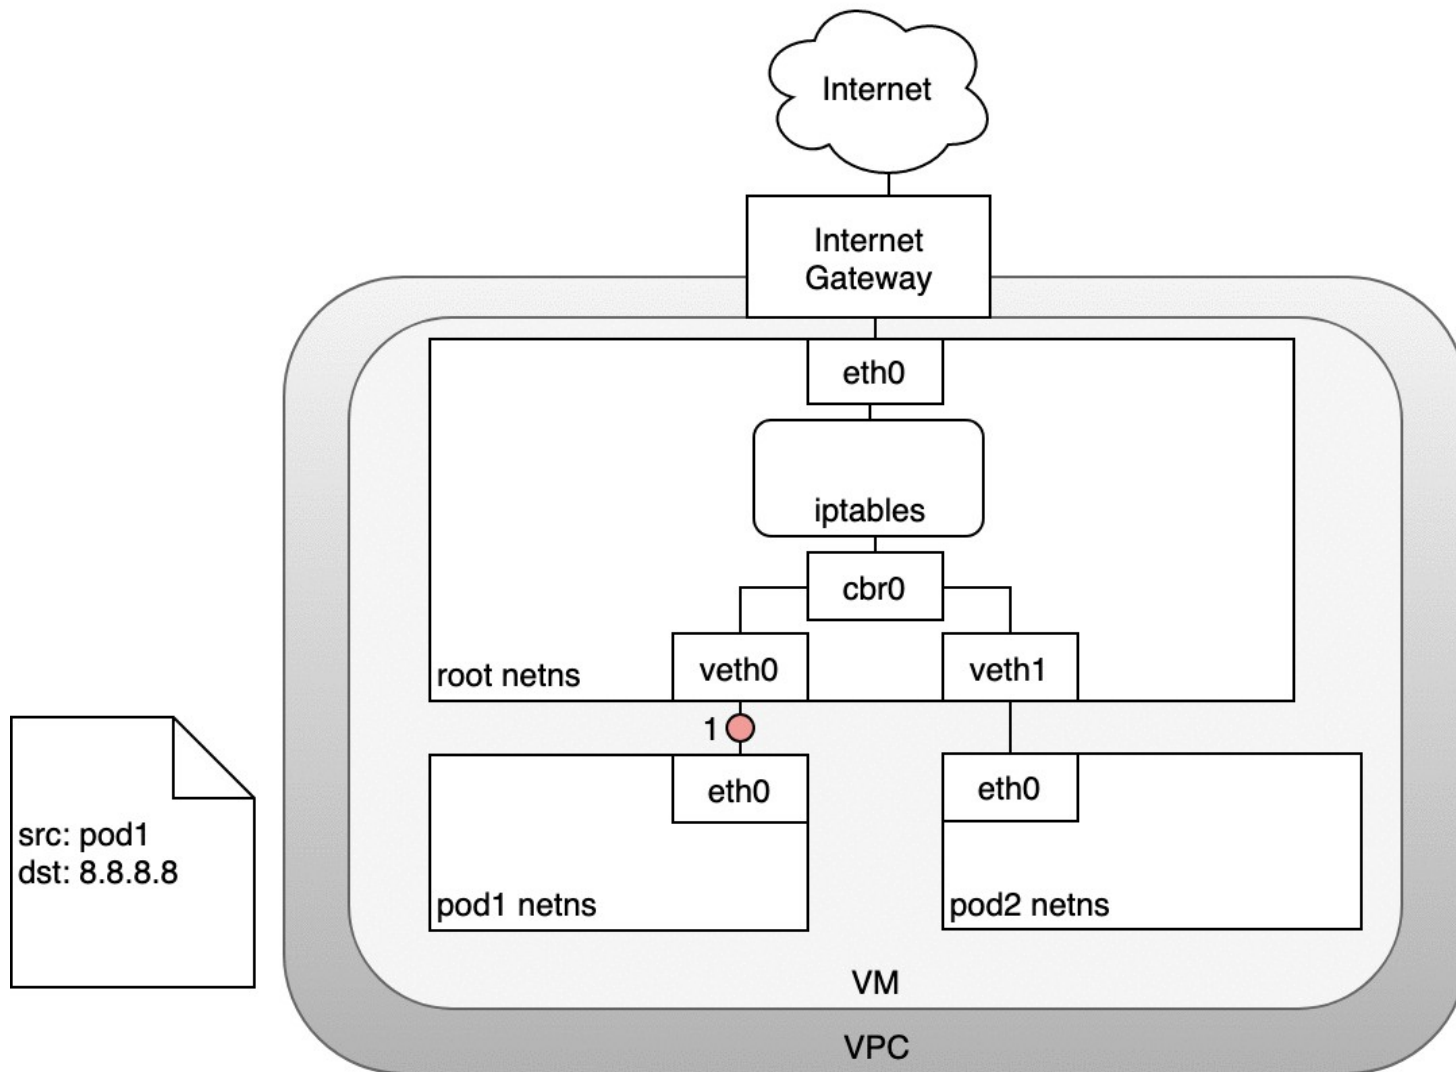 Internet
Internet
Gateway
eth0
iptables
cbr0
veth0
veth1
root netns
1
eth0
eth0
src: pod1
dst: 8.8.8.8
pod1 netns
pod2 netns
VM
VPC